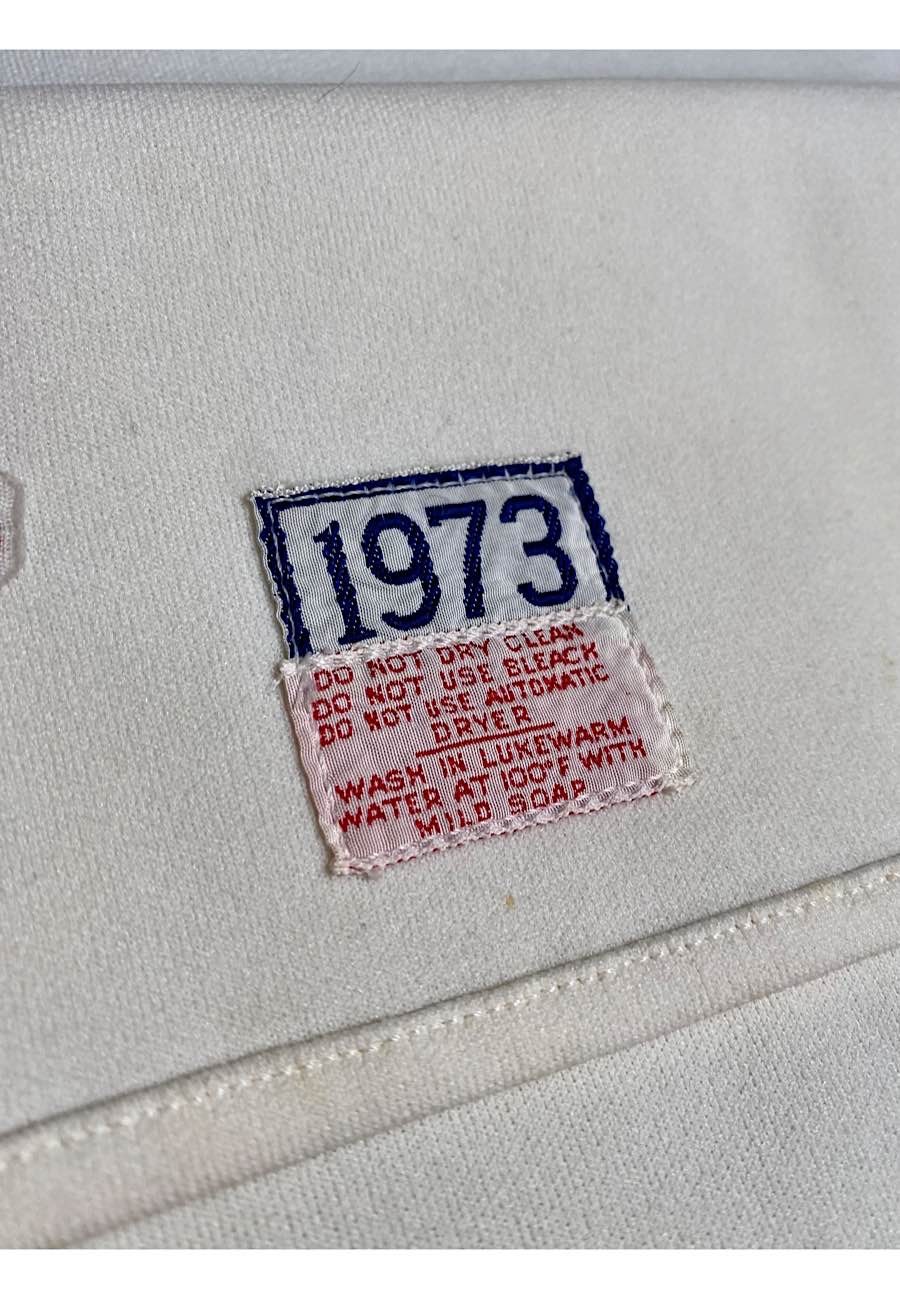 1973
DO NOT DRY CLEAN
DO NOT USE BLEACH
DO NOT USE AUTOMATIC
DRYER
WASH IN LUKEWARM
WATER AT 100°F WITH
MILD SOAP